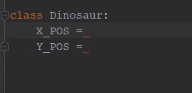 class Dinosaur:
    X_POS =
    Y_POS =